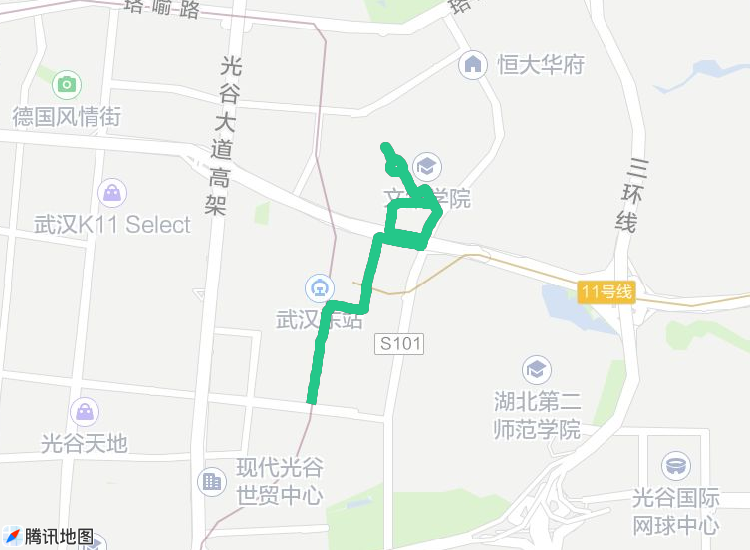 珞喻路
珞
恒大华府
光谷大道高架
德国风情街
三环线
武汉K11 Select
11号线
武汉东站
S101
湖北第二
师范学院
光谷天地
现代光谷
世贸中心
光谷国际
网球中心
腾讯地图